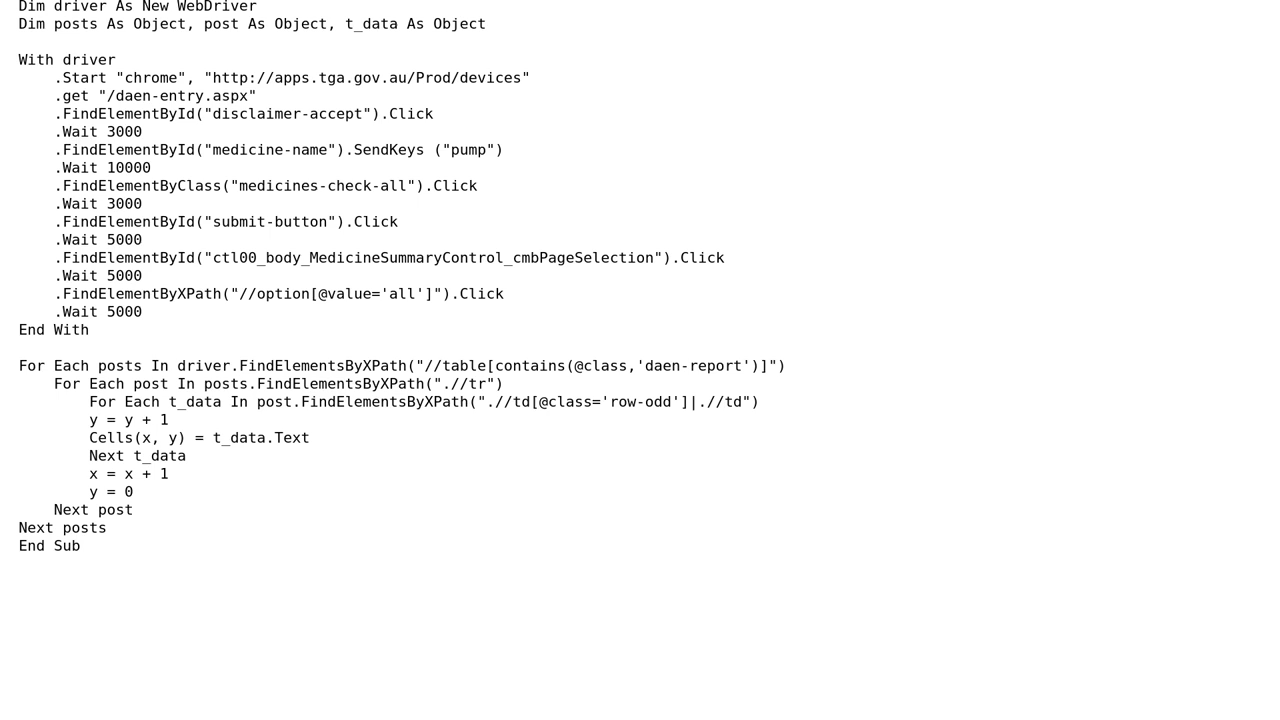 Dim driver As New WebDriver
Dim posts As Object, post As Object, t_data As Object

With driver
    .Start "chrome", "http://apps.tga.gov.au/Prod/devices"
    .get "/daen-entry.aspx"
    .FindElementById("disclaimer-accept").Click
    .Wait 3000
    .FindElementById("medicine-name").SendKeys ("pump")
    .Wait 10000
    .FindElementByClass("medicines-check-all").Click
    .Wait 3000
    .FindElementById("submit-button").Click
    .Wait 5000
    .FindElementById("ctl00_body_MedicineSummaryControl_cmbPageSelection").Click
    .Wait 5000
    .FindElementByXPath("//option[@value='all']").Click
    .Wait 5000
End With

For Each posts In driver.FindElementsByXPath("//table[contains(@class,'daen-report')]")
    For Each post In posts.FindElementsByXPath(".//tr")
        For Each t_data In post.FindElementsByXPath(".//td[@class='row-odd']|.//td")
        y = y + 1
        Cells(x, y) = t_data.Text
        Next t_data
        x = x + 1
        y = 0
    Next post
Next posts
End Sub